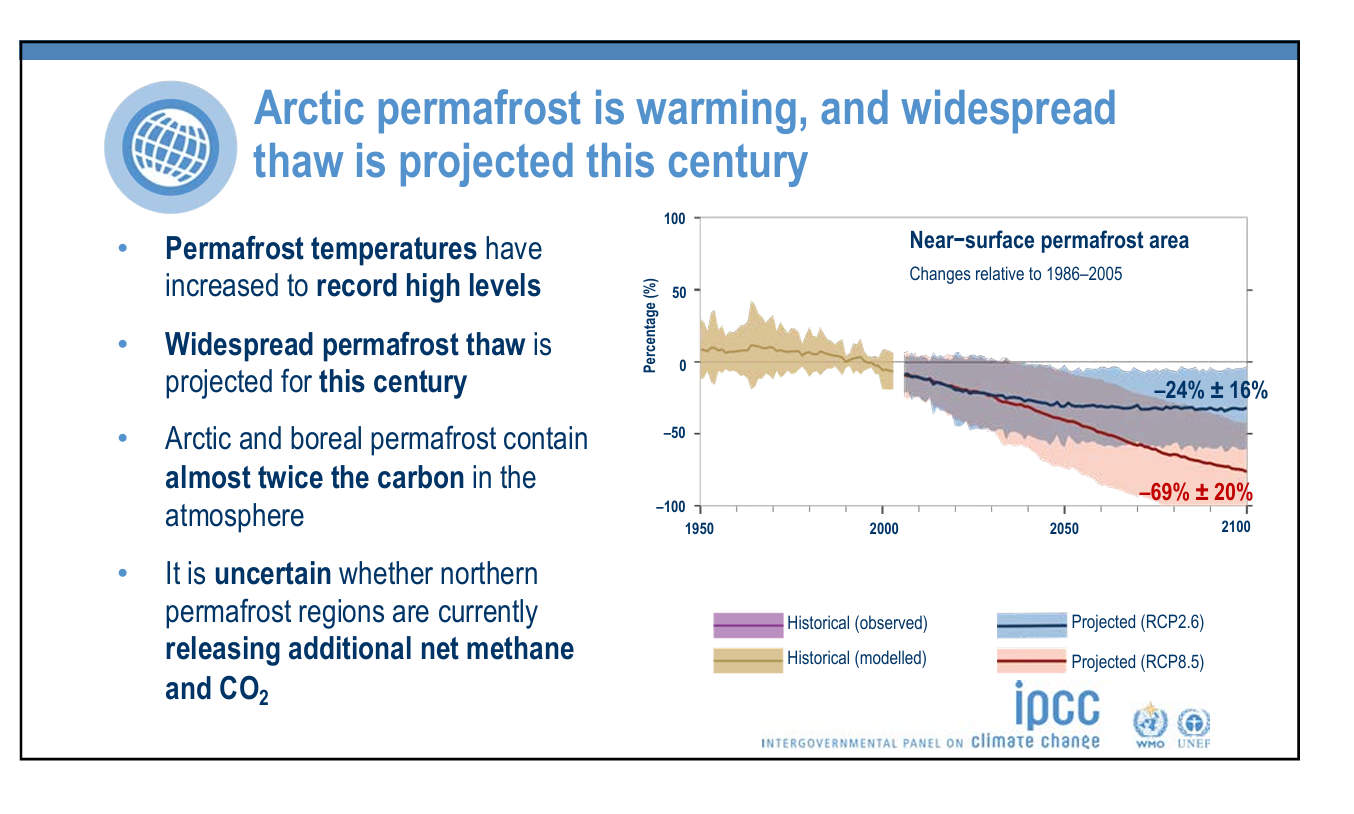 Arctic permafrost is warming, and widespread
thaw is projected this century
• Permafrost temperatures have
increased to record high levels
• Widespread permafrost thaw is
projected for this century
• Arctic and boreal permafrost contain
almost twice the carbon in the
atmosphere
• It is uncertain whether northern
permafrost regions are currently
releasing additional net methane
and CO₂
Near−surface permafrost area
Changes relative to 1986–2005
Percentage (%)
100
50
0
−50
−100
1950
2000
2050
2100
–24% ± 16%
–69% ± 20%
Historical (observed)
Historical (modelled)
Projected (RCP2.6)
Projected (RCP8.5)
ipcc
INTERGOVERNMENTAL PANEL ON climate change
WMO
UNEP